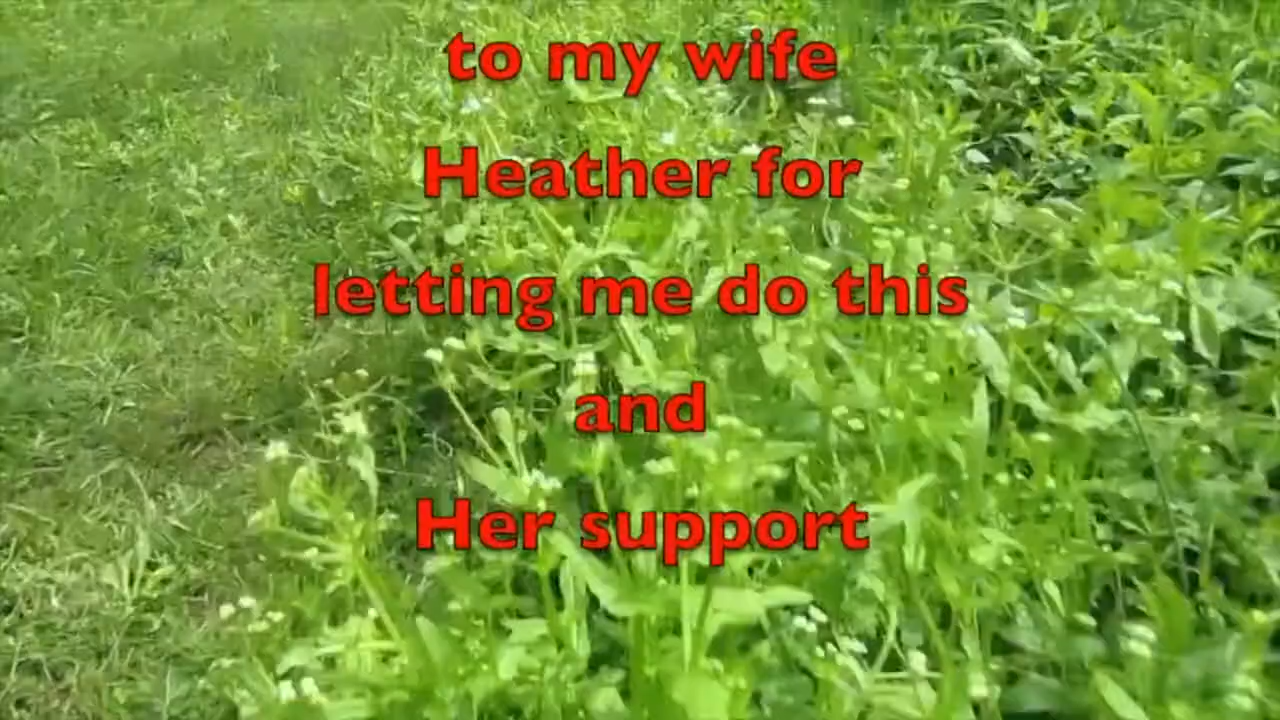 to my wife
Heather for
letting me do this
and
Her support